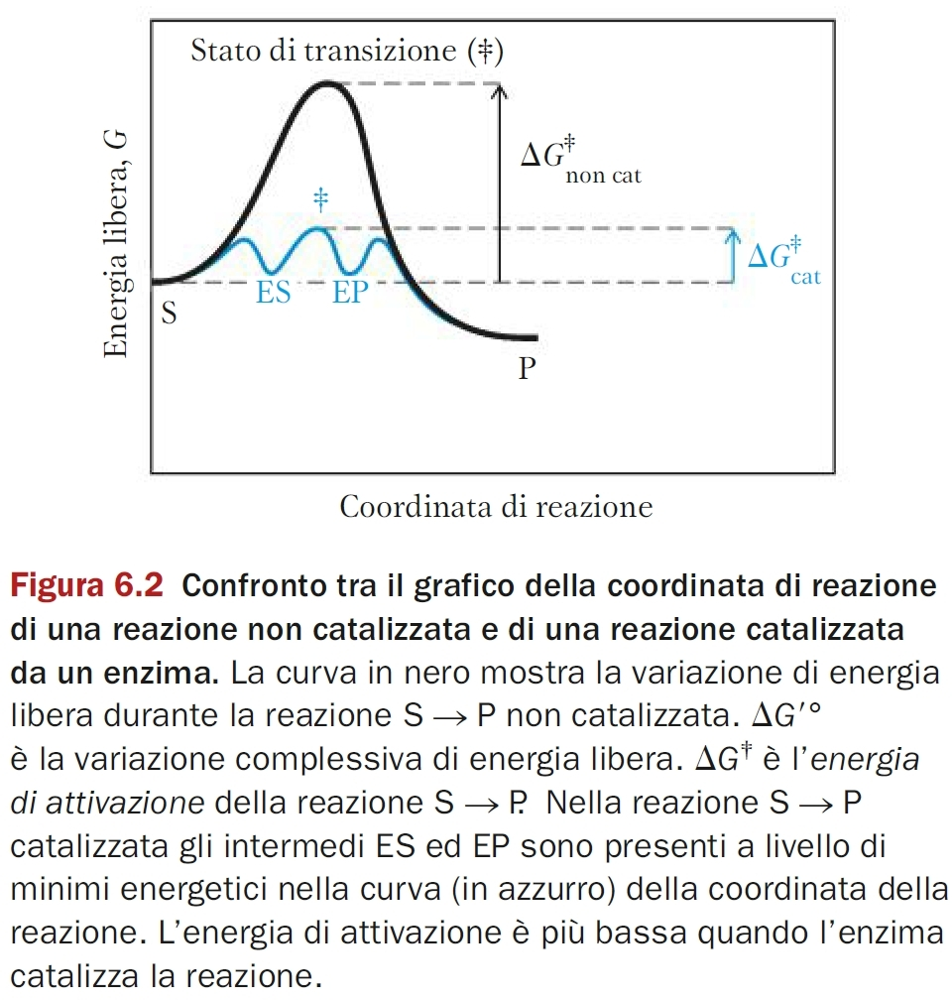 Stato di transizione (‡)
Energia libera, G
ΔG‡ non cat
‡
ΔG‡ cat
S
ES
EP
P
Coordinata di reazione
Figura 6.2 Confronto tra il grafico della coordinata di reazione
di una reazione non catalizzata e di una reazione catalizzata
da un enzima. La curva in nero mostra la variazione di energia
libera durante la reazione S → P non catalizzata. ΔG′°
è la variazione complessiva di energia libera. ΔG† è l'energia
di attivazione della reazione S → P. Nella reazione S → P
catalizzata gli intermedi ES ed EP sono presenti a livello di
minimi energetici nella curva (in azzurro) della coordinata della
reazione. L'energia di attivazione è più bassa quando l'enzima
catalizza la reazione.